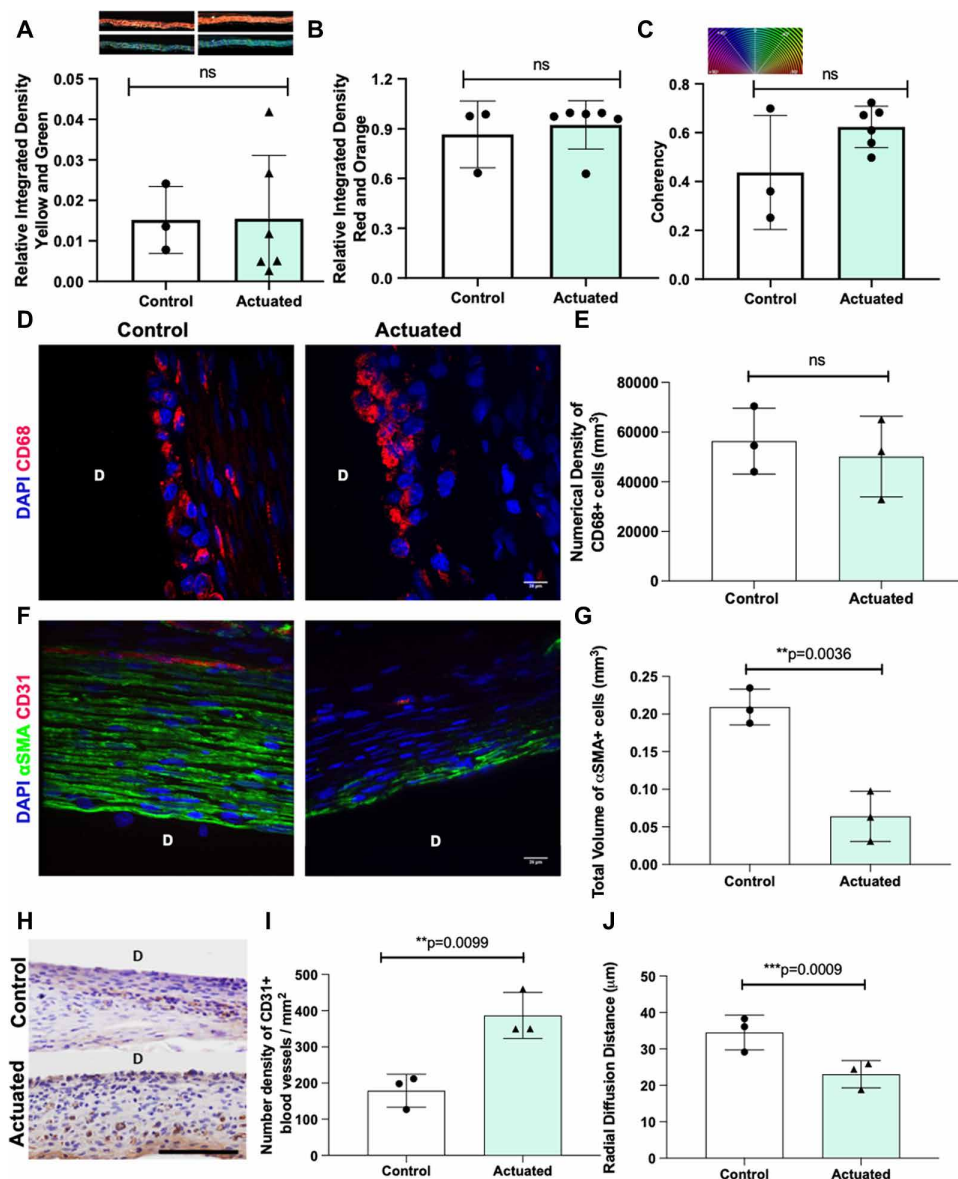 A
B
C
ns
0.05
0.04
0.03
0.02
0.01
0.00
Relative Integrated Density
Yellow and Green
Control
Actuated
ns
1.2
0.9
0.6
0.3
0.0
Relative Integrated Density
Red and Orange
Control
Actuated
ns
0.8
0.6
0.4
0.2
0.0
Coherency
Control
Actuated
D
Control
Actuated
DAPI CD68
D
D
20 μm
E
ns
80000
60000
40000
20000
0
Numerical Density of
CD68+ cells (mm³)
Control
Actuated
F
DAPI αSMA CD31
D
D
20 μm
G
**p=0.0036
0.25
0.20
0.15
0.10
0.05
0.00
Total Volume of αSMA+ cells (mm³)
Control
Actuated
H
Control
Actuated
D
D
I
**p=0.0099
500
400
300
200
100
0
Number density of CD31+
blood vessels / mm²
Control
Actuated
J
***p=0.0009
50
40
30
20
10
0
Radial Diffusion Distance (μm)
Control
Actuated